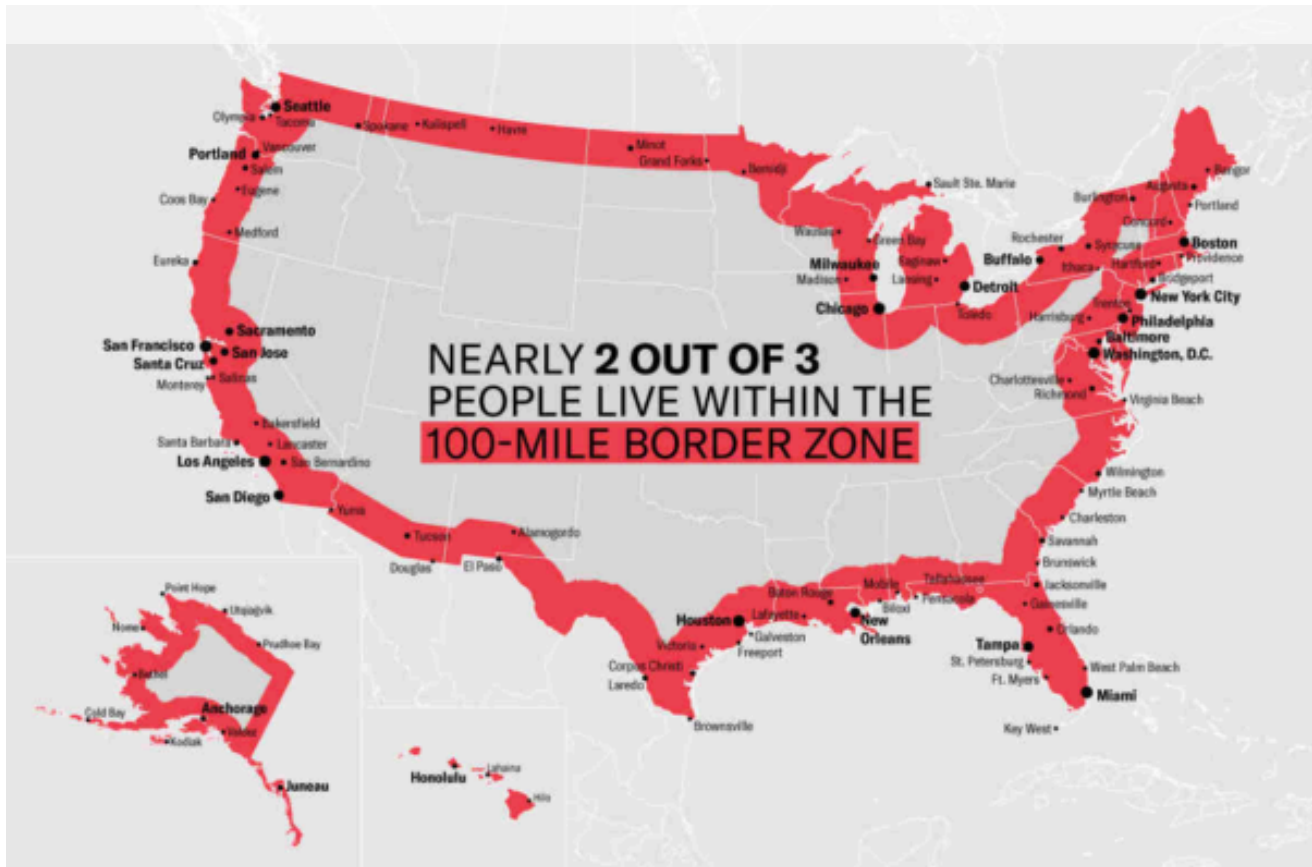 Seattle
Olympia
Tacoma
Spokane
Kalispell
Havre
Minot
Grand Forks
Bemidji
Portland
Vancouver
Salem
Eugene
Coos Bay
Medford
Eureka
Sault Ste. Marie
Wausau
Green Bay
Milwaukee
Madison
Saginaw
Lansing
Detroit
Chicago
Toledo
Burlington
Augusta
Bangor
Portland
Concord
Rochester
Syracuse
Boston
Buffalo
Ithaca
Hartford
Providence
Bridgeport
New York City
Trenton
Harrisburg
Philadelphia
Baltimore
Washington, D.C.
Charlottesville
Richmond
Virginia Beach
Sacramento
San Francisco
San Jose
Santa Cruz
Monterey
Salinas
NEARLY 2 OUT OF 3
PEOPLE LIVE WITHIN THE
100-MILE BORDER ZONE
Bakersfield
Santa Barbara
Lancaster
Los Angeles
San Bernardino
San Diego
Yuma
Tucson
Douglas
Alamogordo
El Paso
Wilmington
Myrtle Beach
Charleston
Savannah
Brunswick
Jacksonville
Gainesville
Orlando
Tampa
St. Petersburg
Ft. Myers
West Palm Beach
Miami
Key West
Houston
Victoria
Corpus Christi
Laredo
Brownsville
Galveston
Freeport
Lafayette
Baton Rouge
New
Orleans
Mobile
Biloxi
Pensacola
Tallahassee
Point Hope
Utqiaġvik
Nome
Prudhoe Bay
Bethel
Cold Bay
Anchorage
Valdez
Kodiak
Juneau
Honolulu
Lahaina
Hilo